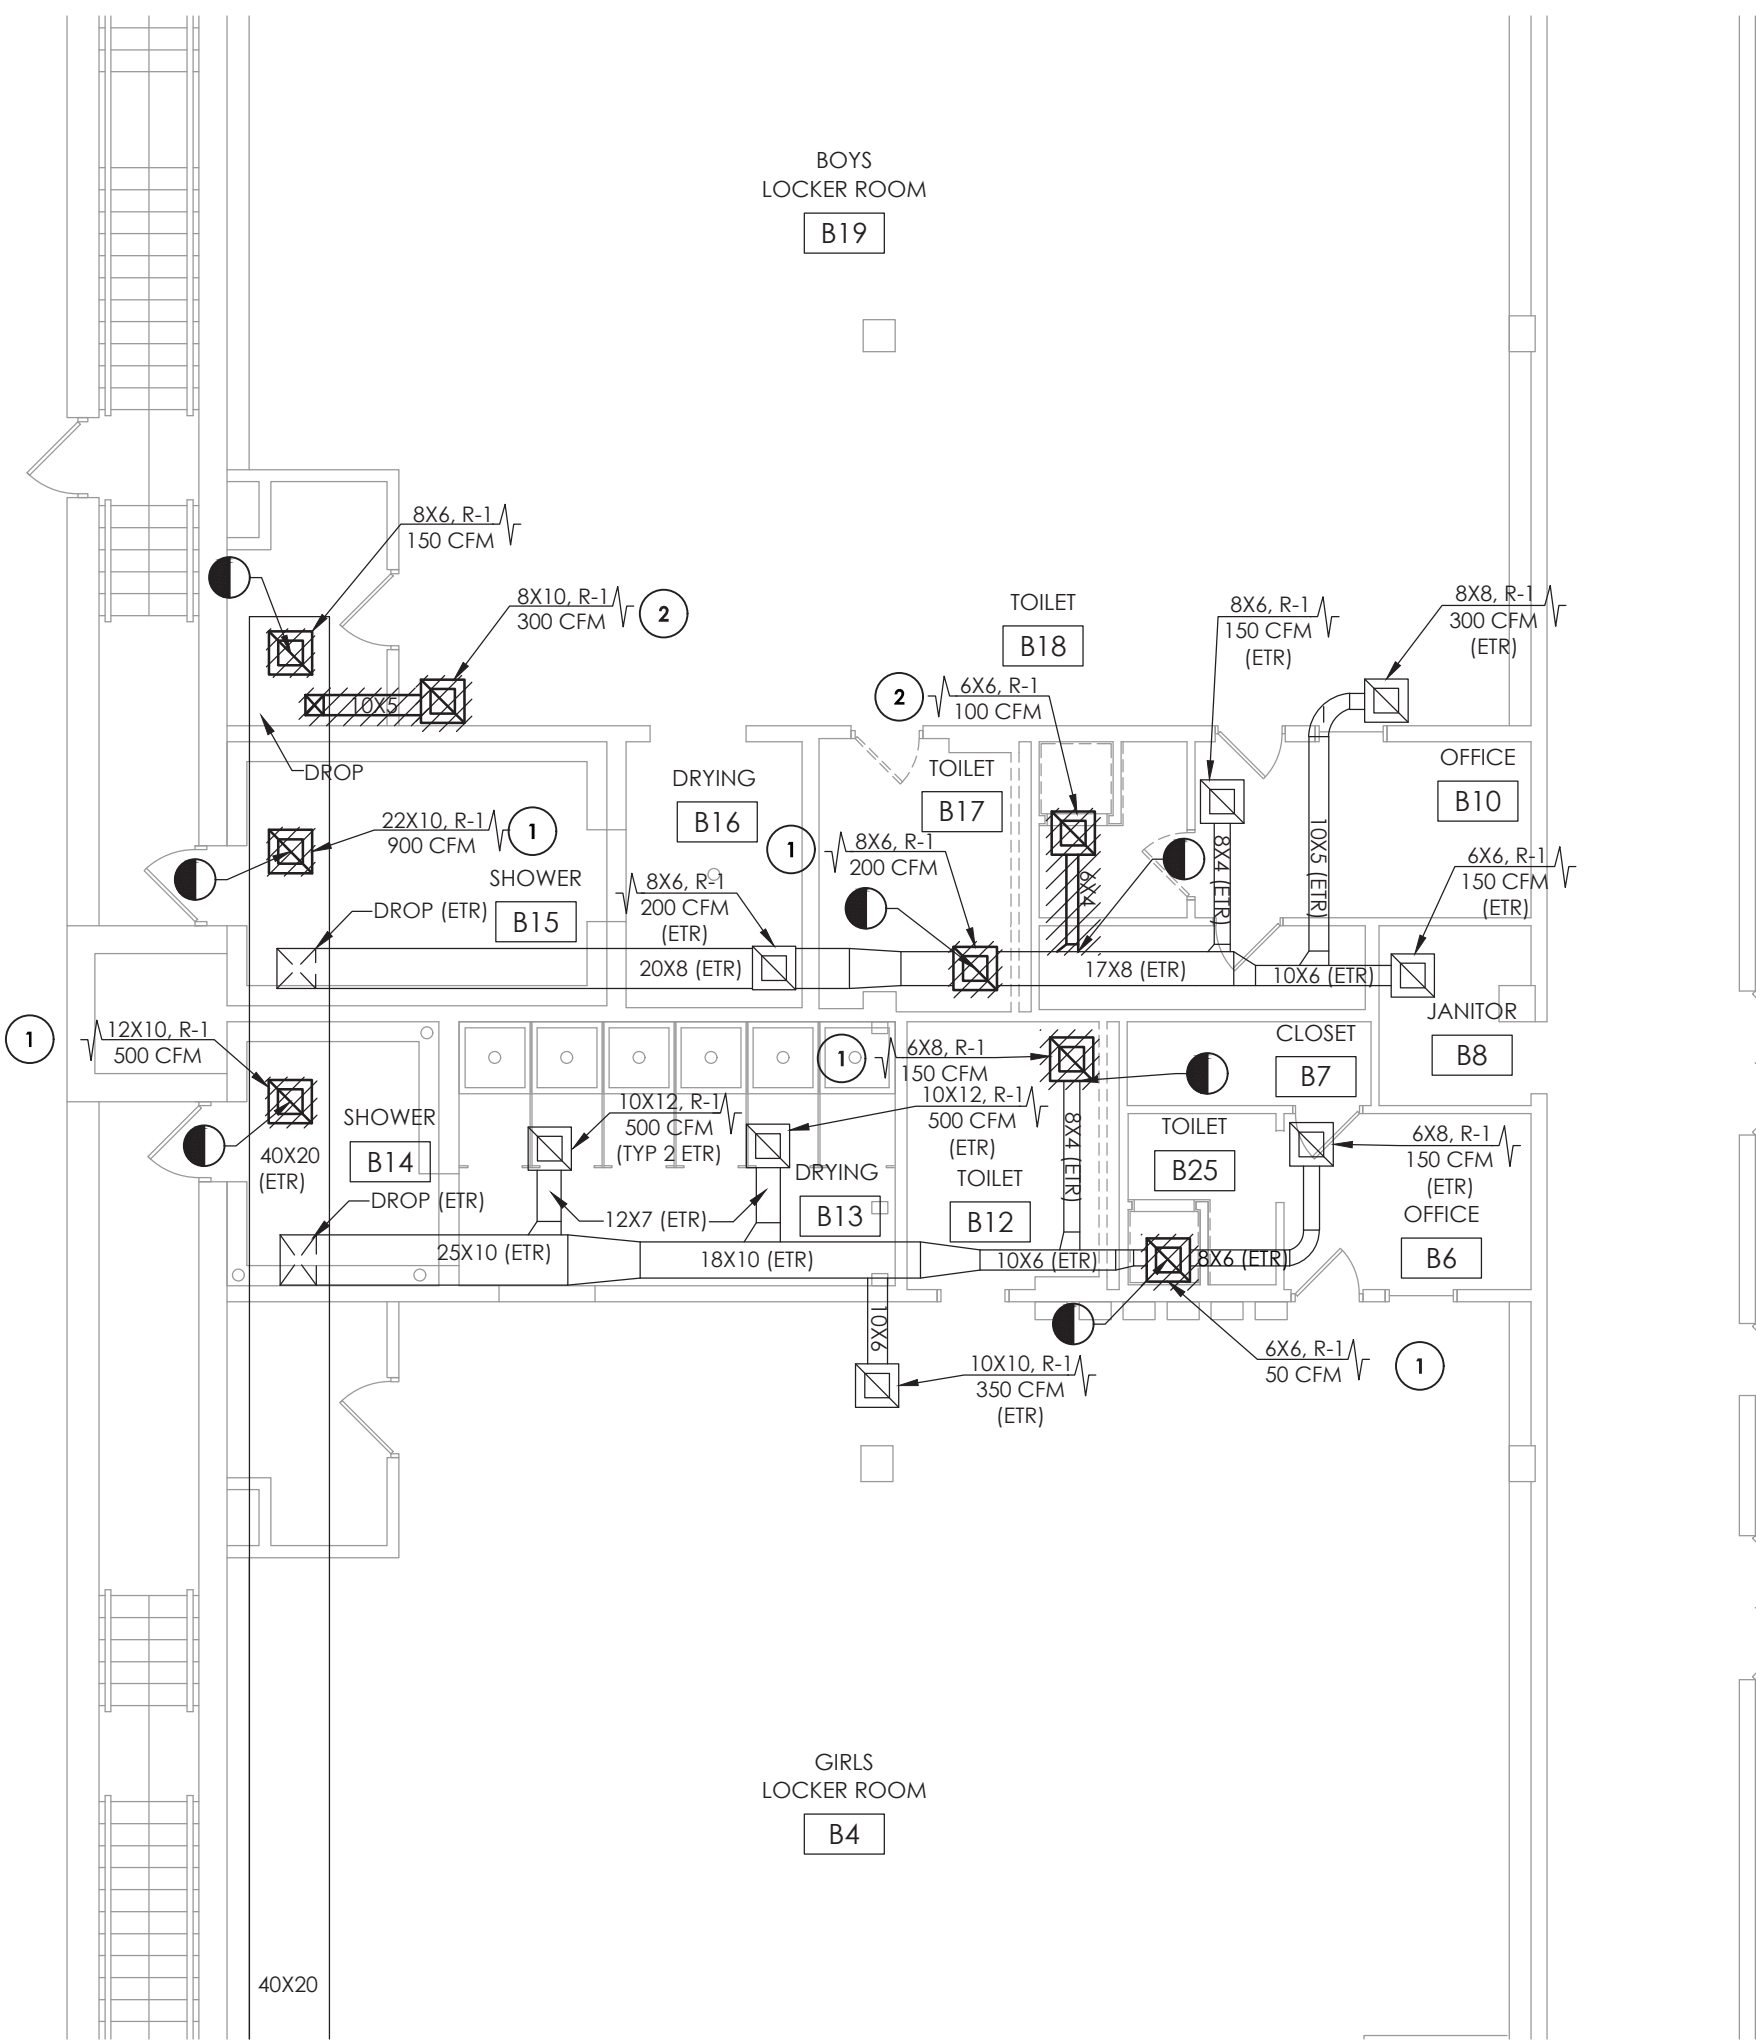 BOYS
LOCKER ROOM
B19
8X6, R-1
150 CFM
8X10, R-1
300 CFM
2
TOILET
B18
8X6, R-1
150 CFM
(ETR)
8X8, R-1
300 CFM
(ETR)
10X5
2
6X6, R-1
100 CFM
DROP
DRYING
B16
TOILET
B17
OFFICE
B10
22X10, R-1
900 CFM
1
1
8X6, R-1
200 CFM
6X4
8X4 (ETR)
10X5 (ETR)
6X6, R-1
150 CFM
(ETR)
SHOWER
B15
8X6, R-1
200 CFM
(ETR)
DROP (ETR)
20X8 (ETR)
17X8 (ETR)
10X6 (ETR)
JANITOR
B8
1
12X10, R-1
500 CFM
1
6X8, R-1
150 CFM
CLOSET
B7
SHOWER
B14
10X12, R-1
500 CFM
(TYP 2 ETR)
10X12, R-1
500 CFM
(ETR)
8X4 (ETR)
TOILET
B25
6X8, R-1
150 CFM
(ETR)
40X20
(ETR)
DROP (ETR)
12X7 (ETR)
DRYING
B13
TOILET
B12
OFFICE
B6
25X10 (ETR)
18X10 (ETR)
10X6 (ETR)
8X6 (ETR)
10X6
10X10, R-1
350 CFM
(ETR)
6X6, R-1
50 CFM
1
GIRLS
LOCKER ROOM
B4
40X20